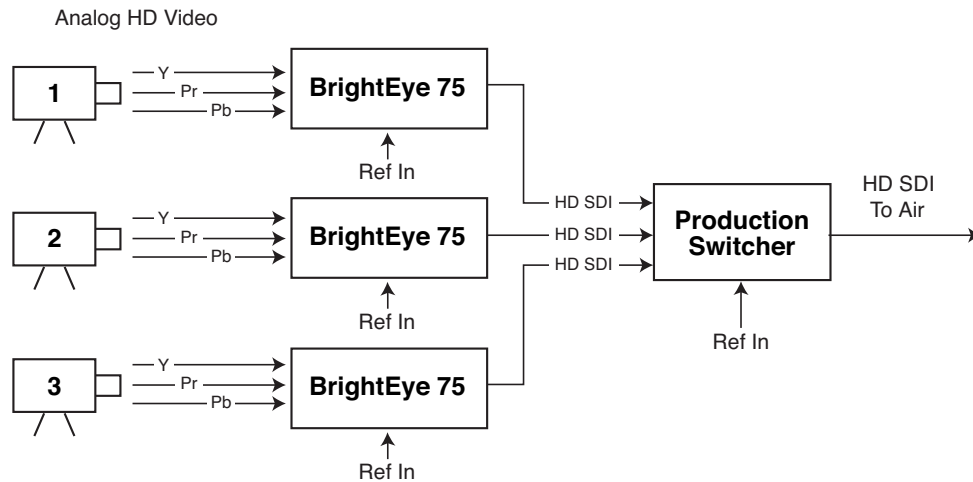 Analog HD Video
1
Y
Pr
Pb
BrightEye 75
Ref In
2
Y
Pr
Pb
BrightEye 75
Ref In
3
Y
Pr
Pb
BrightEye 75
Ref In
HD SDI
HD SDI
HD SDI
Production
Switcher
Ref In
HD SDI
To Air